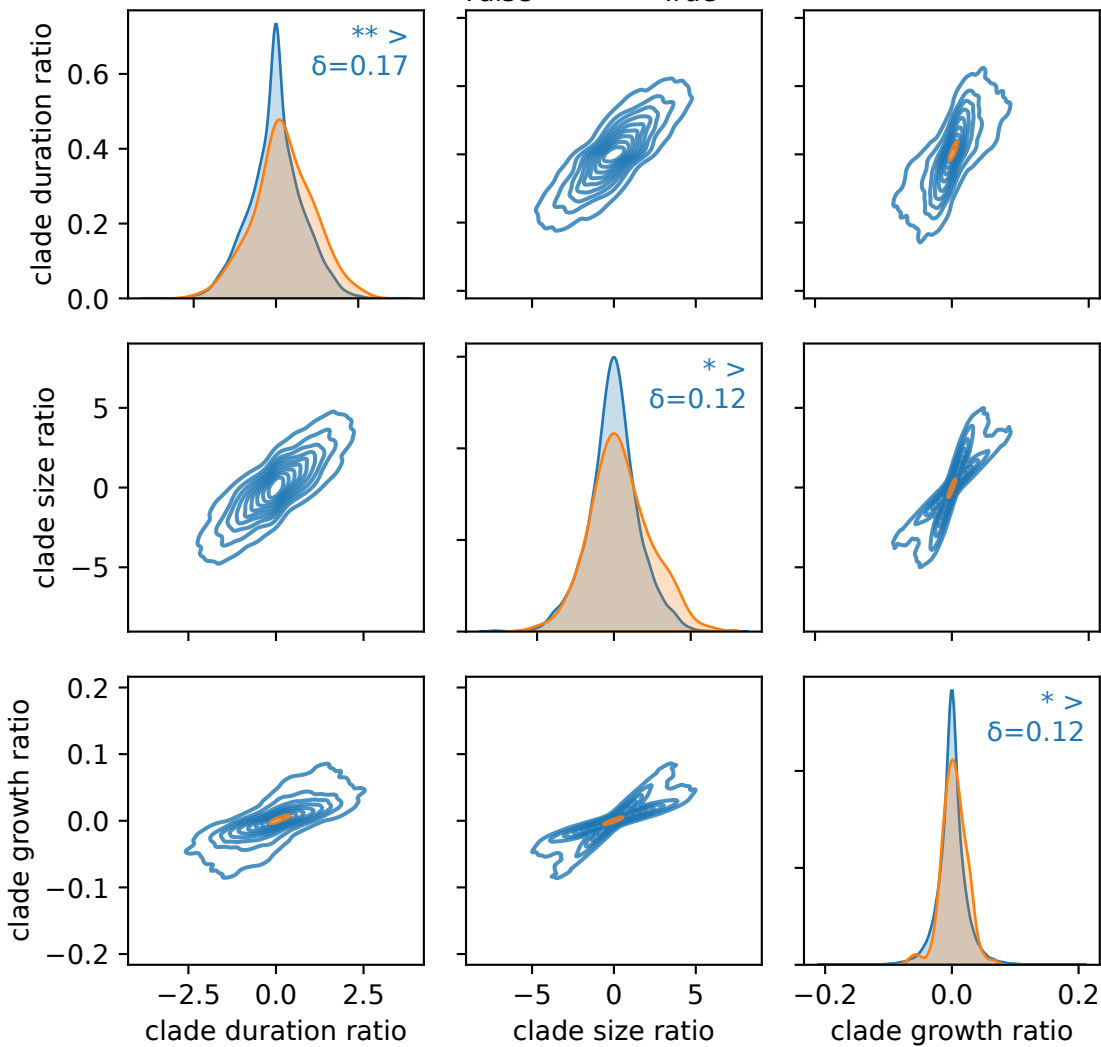 clade duration ratio
0.6
0.4
0.2
0.0
** >
δ=0.17
clade size ratio
5
0
−5
* >
δ=0.12
clade growth ratio
0.2
0.1
0.0
−0.1
−0.2
* >
δ=0.12
−2.5 0.0 2.5
−5 0 5
−0.2 0.0 0.2
clade duration ratio
clade size ratio
clade growth ratio